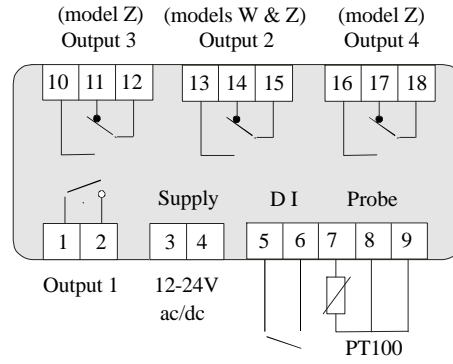 (model Z) (models W & Z) (model Z)
Output 3 Output 2 Output 4
10 11 12 13 14 15 16 17 18
Supply D I Probe
1 2 3 4 5 6 7 8 9
Output 1 12-24V
ac/dc
PT100